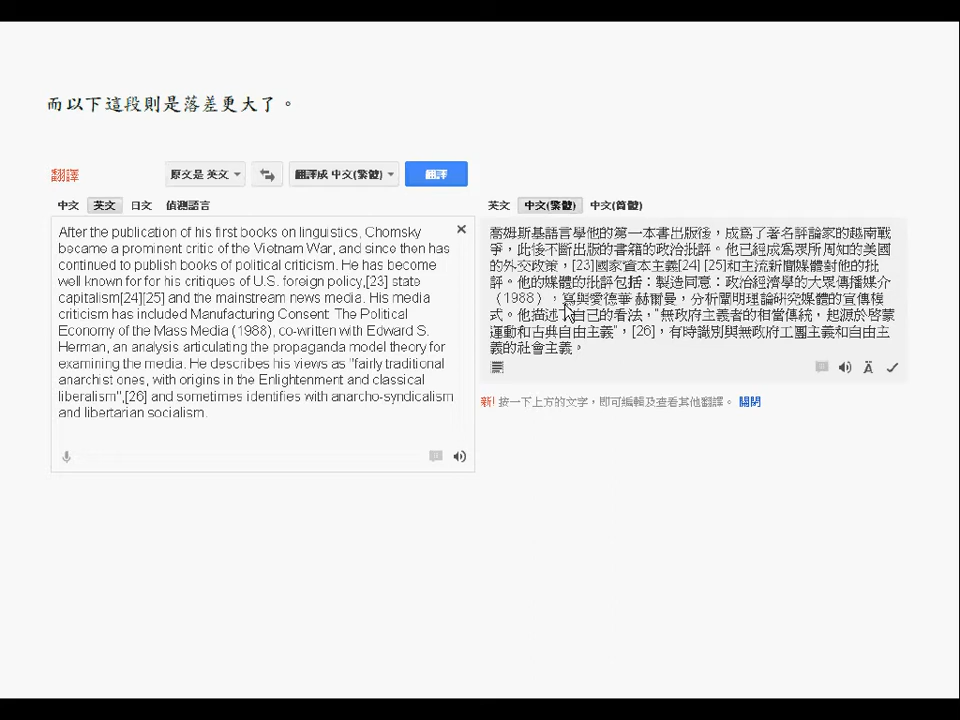 而以下這段則是落差更大了。
翻譯
原文是 英文
翻譯成 中文(繁體)
翻譯
中文 英文 日文 偵測語言
After the publication of his first books on linguistics, Chomsky
became a prominent critic of the Vietnam War, and since then has
continued to publish books of political criticism. He has become
well known for for his critiques of U.S. foreign policy,[23] state
capitalism[24][25] and the mainstream news media. His media
criticism has included Manufacturing Consent: The Political
Economy of the Mass Media (1988), co-written with Edward S.
Herman, an analysis articulating the propaganda model theory for
examining the media. He describes his views as "fairly traditional
anarchist ones, with origins in the Enlightenment and classical
liberalism",[26] and sometimes identifies with anarcho-syndicalism
and libertarian socialism.
英文 中文(繁體) 中文(簡體)
喬姆斯基語言學他的第一本書出版後，成為了著名評論家的越南戰
爭，此後不斷出版的書籍的政治批評。他已經成為眾所周知的美國
的外交政策，[23]國家資本主義[24] [25]和主流新聞媒體對他的批
評。他的媒體的批評包括：製造同意：政治經濟學的大眾傳播媒介
（1988），寫與愛德華·赫爾曼，分析闡明理論研究媒體的宣傳模
式。他描述了自己的看法，“無政府主義者的相當傳統，起源於啓蒙
運動和古典自由主義”，[26]，有時識別與無政府工團主義和自由主
義的社會主義。
Ä
新! 按一下上方的文字，即可編輯及查看其他翻譯。 關閉